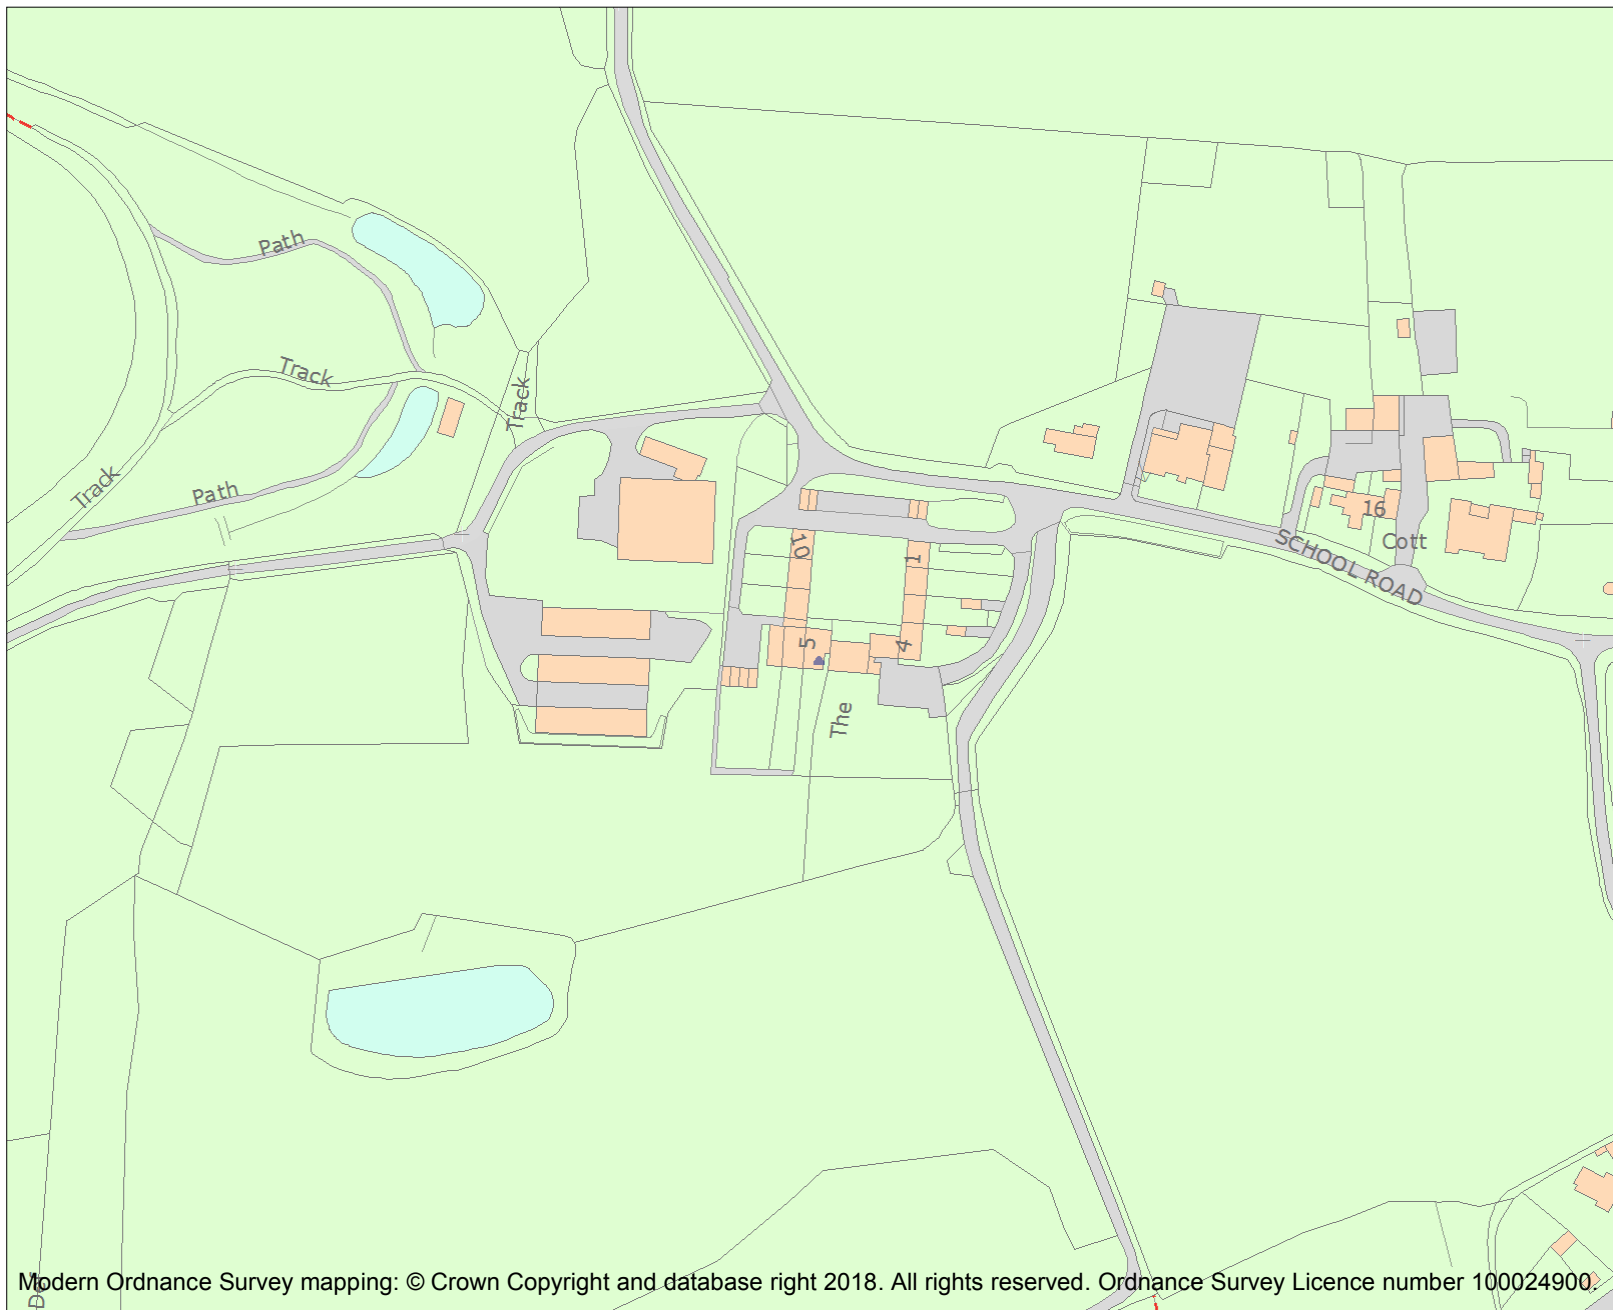 Path
Track
Track
Track
Path
10
1
16
Cott
SCHOOL ROAD
5
4
The
Modern Ordnance Survey mapping: © Crown Copyright and database right 2018. All rights reserved. Ordnance Survey Licence number 100024900.